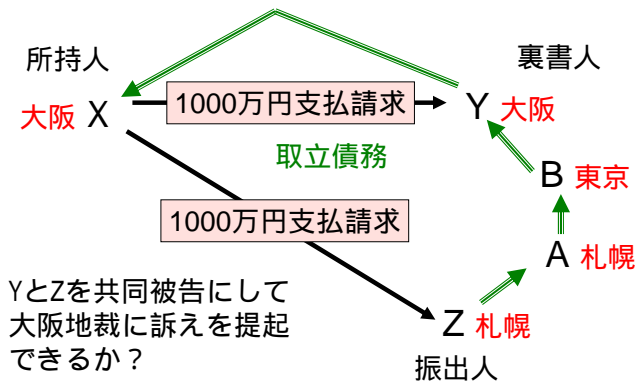 所持人
裏書人
大阪 X
1000万円支払請求
Y 大阪
取立債務
B 東京
1000万円支払請求
A 札幌
YとZを共同被告にして
大阪地裁に訴えを提起
できるか？
Z 札幌
振出人